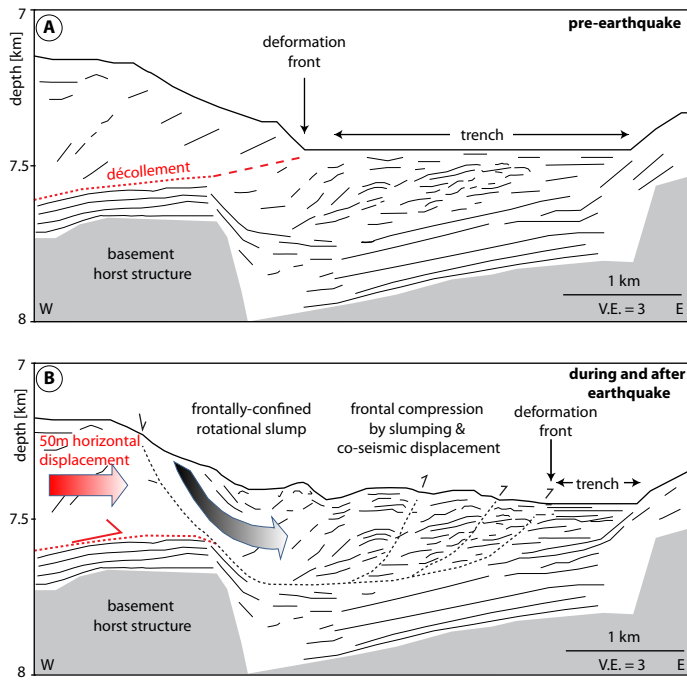 7
A
pre-earthquake
depth [km]
deformation
front
trench
7.5
décollement
basement
horst structure
1 km
W
V.E. = 3
E
8
7
B
during and after
earthquake
depth [km]
frontally-confined
rotational slump
frontal compression
by slumping &
co-seismic displacement
deformation
front
50m horizontal
displacement
trench
7.5
basement
horst structure
1 km
W
V.E. = 3
E
8